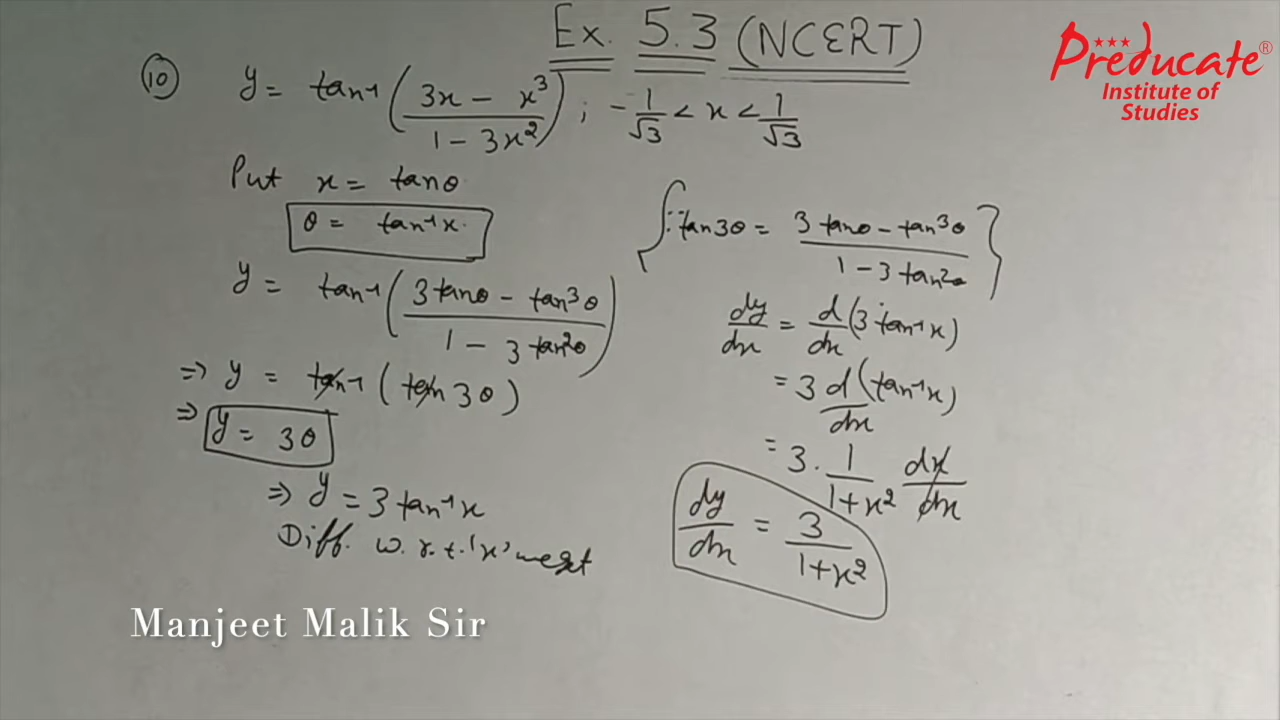 Ex. 5.3 (NCERT)
Preducate®
Institute of
Studies
(10) y = tan⁻¹((3x - x³)/(1 - 3x²)) ; -1/√3 < x < 1/√3
Put x = tanθ
θ = tan⁻¹x.
y = tan⁻¹((3tanθ - tan³θ)/(1 - 3tan²θ))
⇒ y = tan⁻¹(tan3θ)
⇒ y = 3θ
⇒ y = 3tan⁻¹x
Diff. w.r.t. 'x' we get
{∵ tan3θ = (3tanθ - tan³θ)/(1 - 3tan²θ)}
dy/dx = d/dx(3tan⁻¹x)
= 3 d/dx(tan⁻¹x)
= 3 . 1/(1+x²) dx/dx
dy/dx = 3/(1+x²)
Manjeet Malik Sir